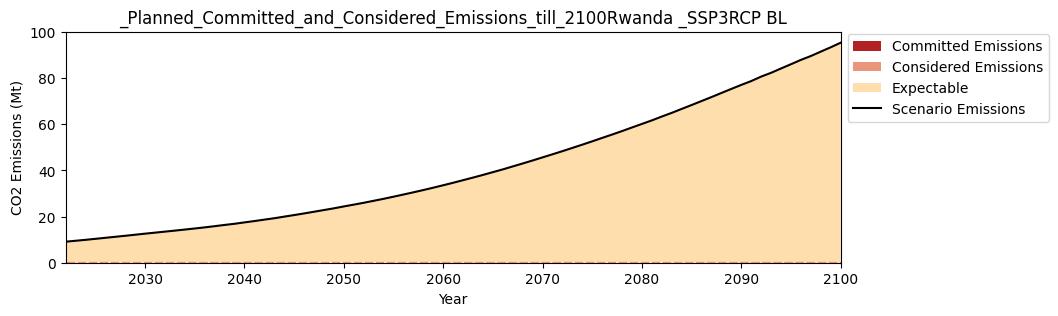 _Planned_Committed_and_Considered_Emissions_till_2100Rwanda _SSP3RCP BL
100
80
60
40
20
0
CO2 Emissions (Mt)
2030 2040 2050 2060 2070 2080 2090 2100
Year
Committed Emissions
Considered Emissions
Expectable
Scenario Emissions